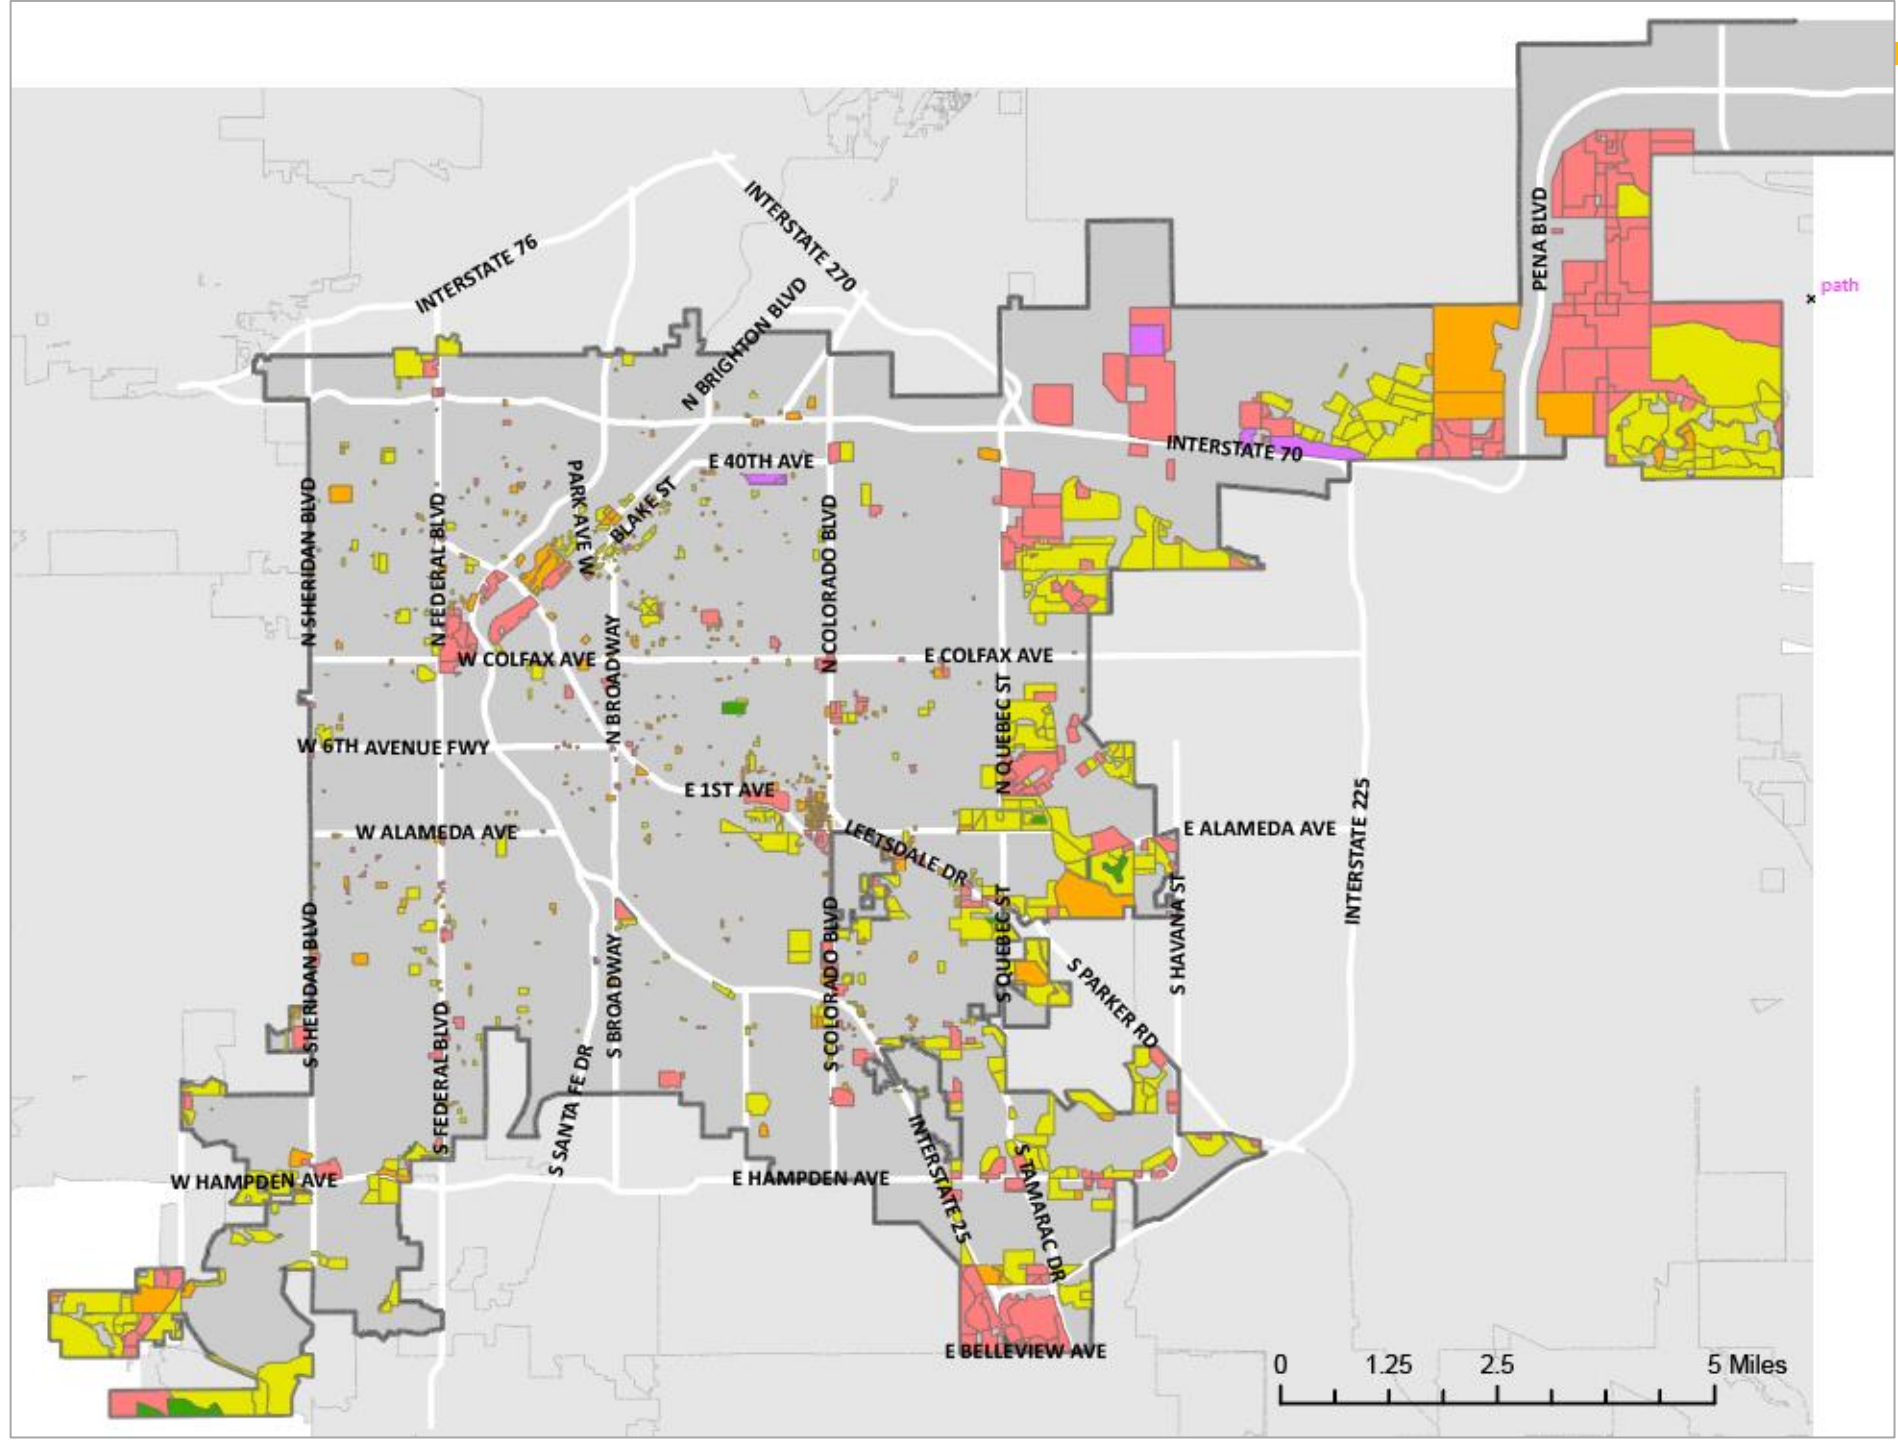 INTERSTATE 76
INTERSTATE 270
N BRIGHTON BLVD
PENA BLVD
path
INTERSTATE 70
E 40TH AVE
PARK AVE W
BLAKE ST
N SHERIDAN BLVD
N FEDERAL BLVD
N COLORADO BLVD
W COLFAX AVE
E COLFAX AVE
N BROADWAY
N QUEBEC ST
W 6TH AVENUE FWY
E 1ST AVE
W ALAMEDA AVE
LEETSDALE DR
E ALAMEDA AVE
INTERSTATE 225
S SHERIDAN BLVD
S COLORADO BLVD
S QUEBEC ST
S HAVANA ST
S BROADWAY
S PARKER RD
S FEDERAL BLVD
S SANTA FE DR
W HAMPDEN AVE
E HAMPDEN AVE
INTERSTATE 25
S TAMARAC DR
E BELLEVIEW AVE
0 1.25 2.5 5 Miles